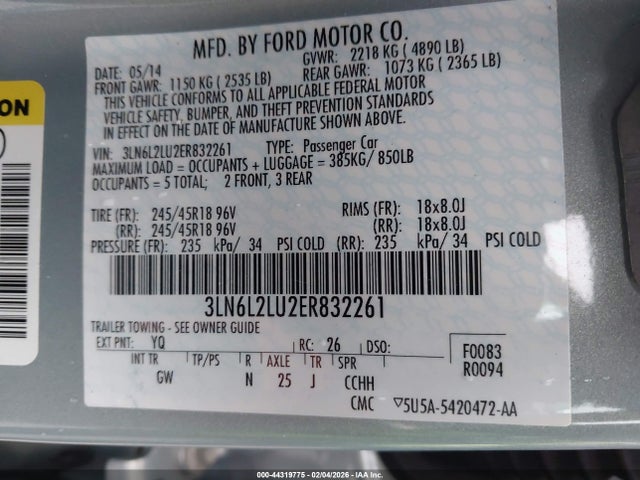 MFD. BY FORD MOTOR CO.
DATE: 05/14 GVWR: 2218 KG ( 4890 LB)
FRONT GAWR: 1150 KG ( 2535 LB) REAR GAWR: 1073 KG ( 2365 LB)
THIS VEHICLE CONFORMS TO ALL APPLICABLE FEDERAL MOTOR
VEHICLE SAFETY, BUMPER, AND THEFT PREVENTION STANDARDS
IN EFFECT ON THE DATE OF MANUFACTURE SHOWN ABOVE.
VIN: 3LN6L2LU2ER832261 TYPE: Passenger Car
MAXIMUM LOAD = OCCUPANTS + LUGGAGE = 385KG/ 850LB
OCCUPANTS = 5 TOTAL; 2 FRONT, 3 REAR
TIRE (FR): 245/45R18 96V RIMS (FR): 18x8.0J
(RR): 245/45R18 96V (RR): 18x8.0J
PRESSURE (FR): 235 kPa/ 34 PSI COLD (RR): 235 kPa/ 34 PSI COLD
3LN6L2LU2ER832261
TRAILER TOWING - SEE OWNER GUIDE
EXT PNT: YQ RC: 26 DSO: F0083
R0094
INT TR TP/PS R AXLE TR SPR
GW N 25 J CCHH
CMC ▽5U5A-5420472-AA
ON
000-44319775 - 02/04/2026 - IAA Inc.